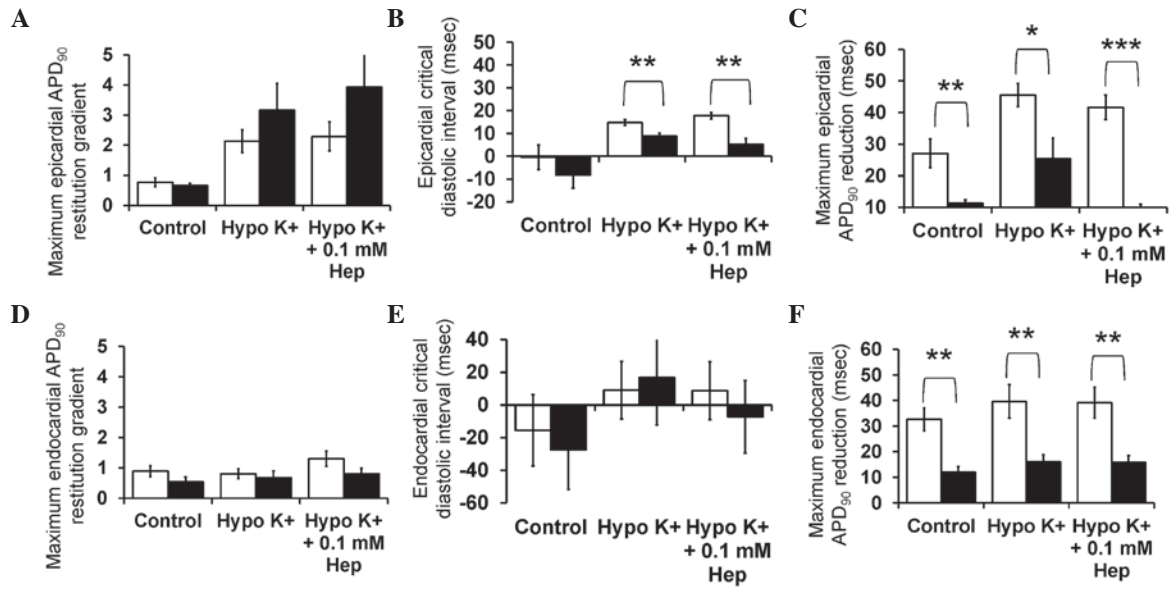 A
Maximum epicardial APD90
restitution gradient
5
4
3
2
1
0
Control
Hypo K+
Hypo K+
+ 0.1 mM
Hep
B
Epicardial critical
diastolic interval (msec)
50
40
30
20
10
0
-10
-20
**
**
Control
Hypo K+
Hypo K+
+ 0.1 mM
Hep
C
Maximum epicardial
APD90 reduction (msec)
60
50
40
30
20
10
**
*
***
Control
Hypo K+
Hypo K+
+ 0.1 mM
Hep
D
Maximum endocardial APD90
restitution gradient
5
4
3
2
1
0
Control
Hypo K+
Hypo K+
+ 0.1 mM
Hep
E
Endocardial critical
diastolic interval (msec)
40
20
0
-20
-40
-60
Control
Hypo K+
Hypo K+
+ 0.1 mM
Hep
F
Maximum endocardial
APD90 reduction (msec)
60
50
40
30
20
10
0
**
**
**
Control
Hypo K+
Hypo K+
+ 0.1 mM
Hep